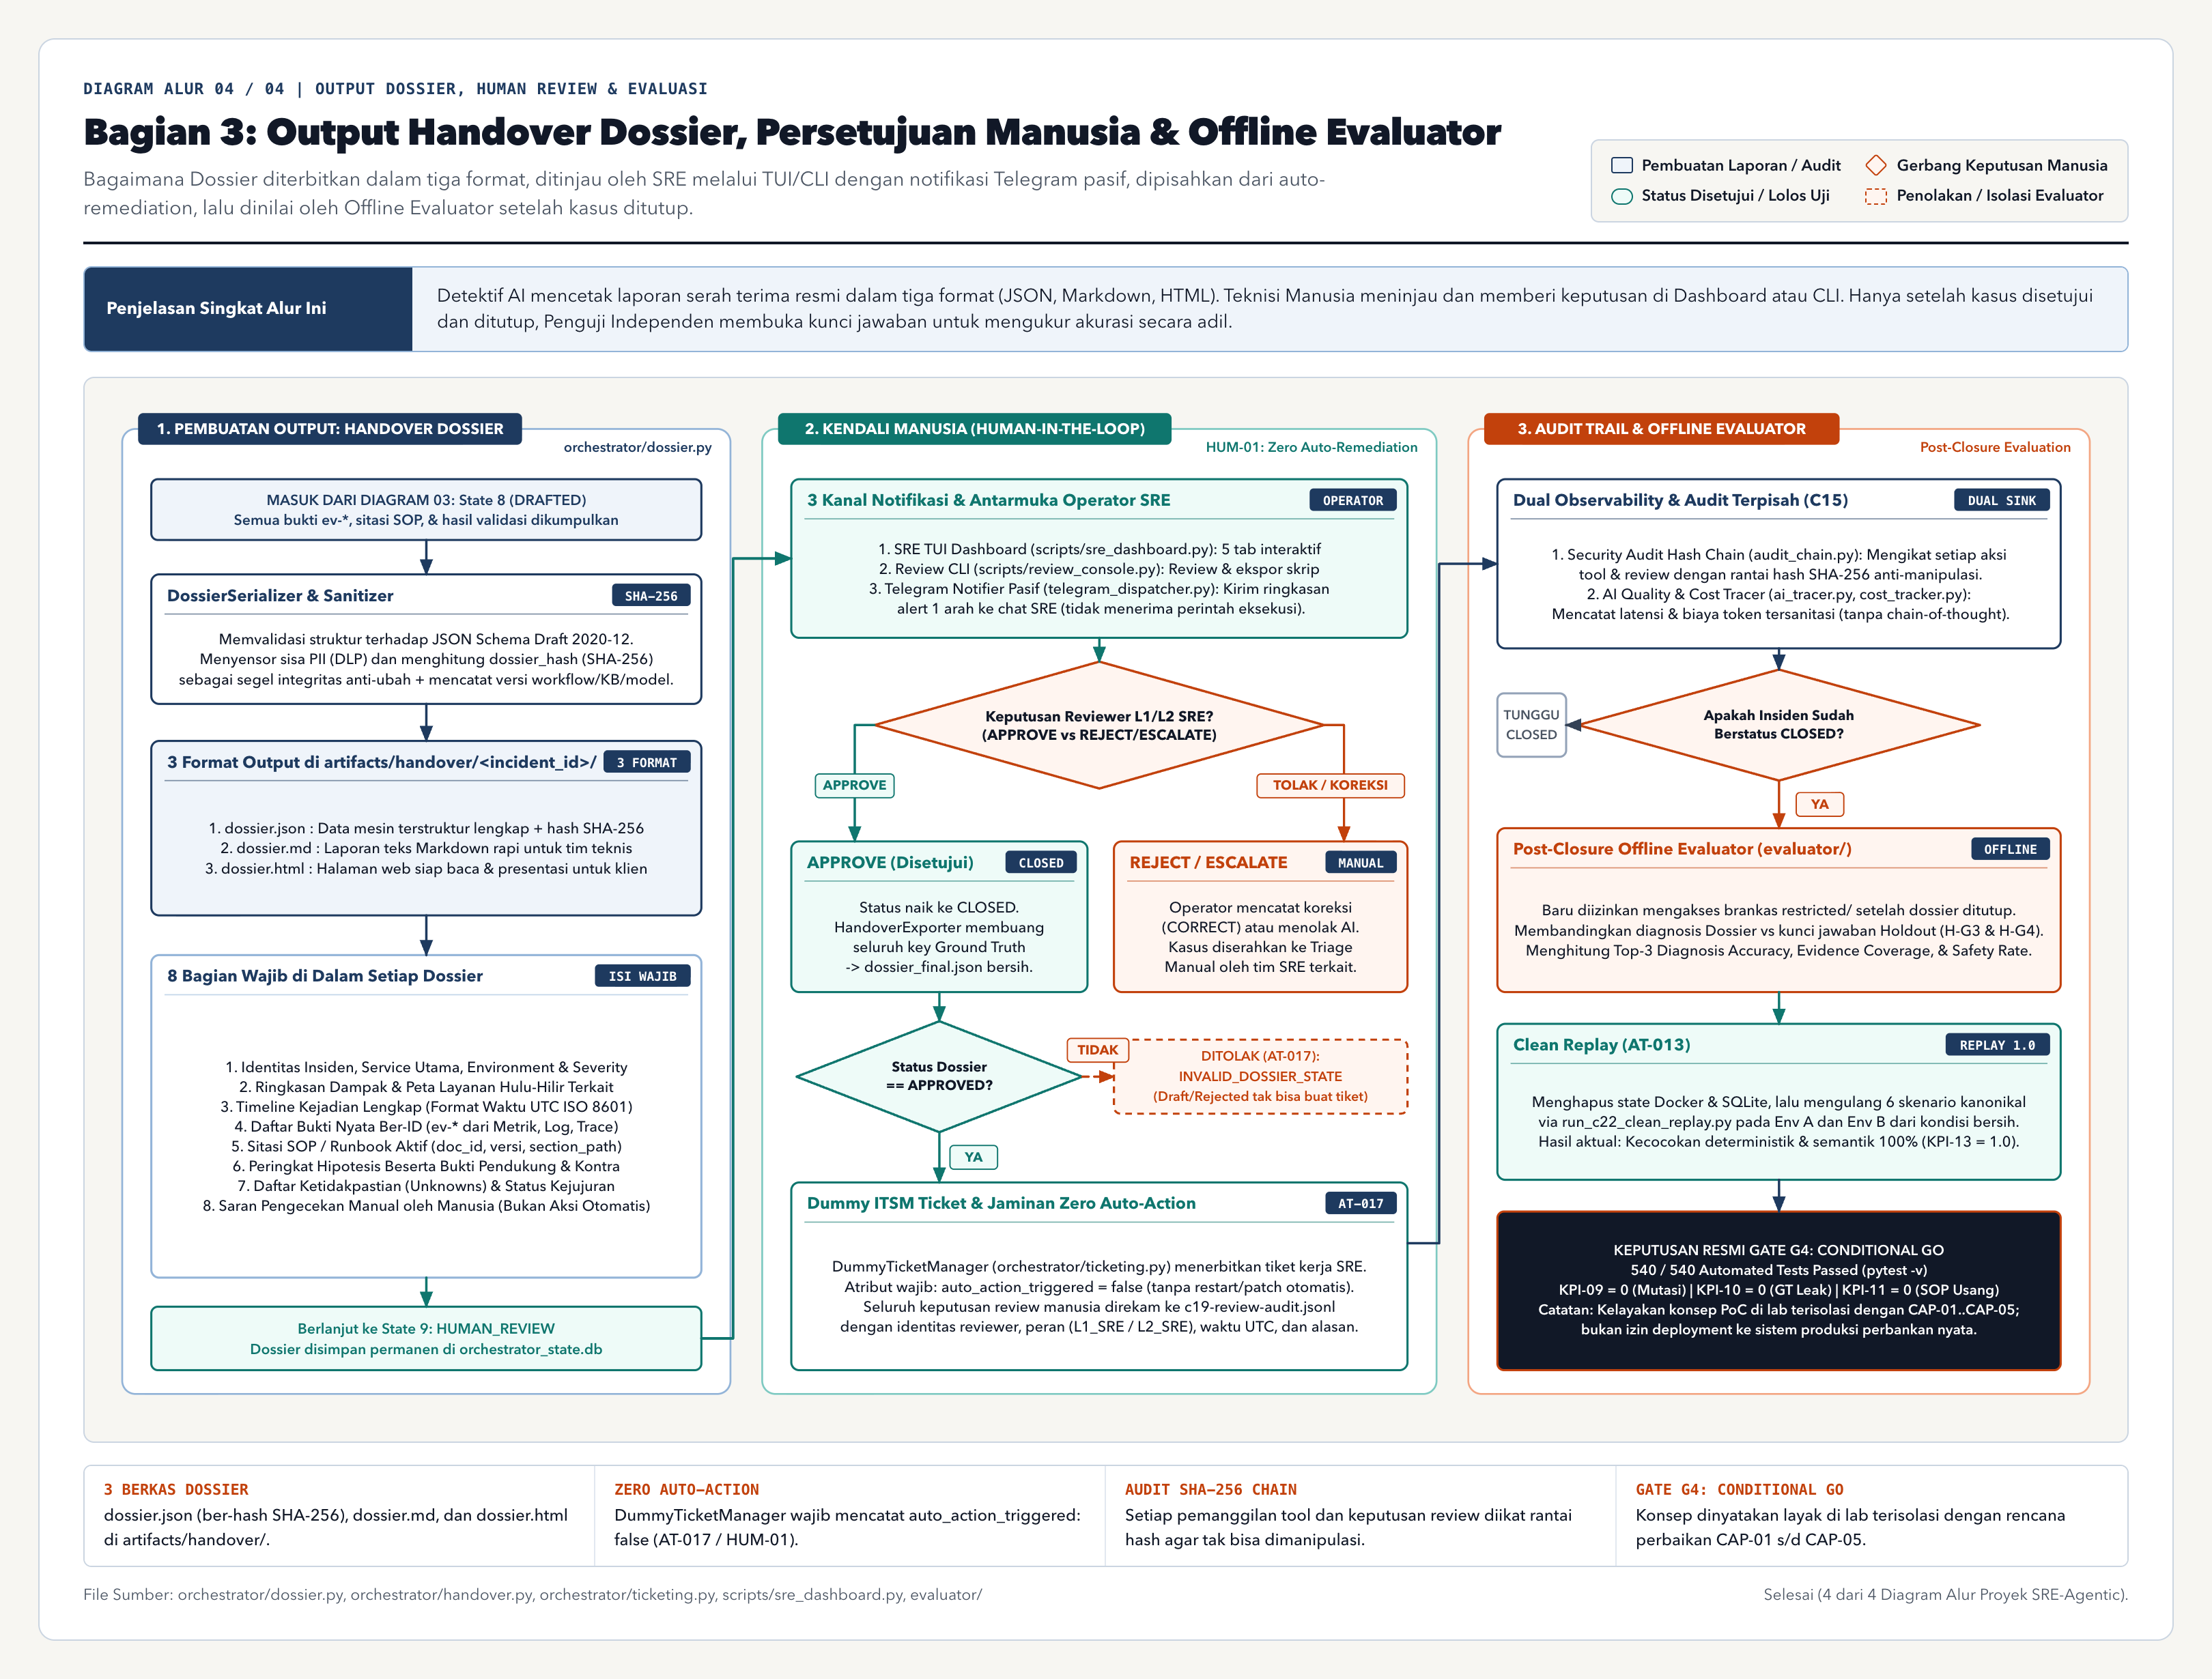 DIAGRAM ALUR 04 / 04 | OUTPUT DOSSIER, HUMAN REVIEW & EVALUASI
Bagian 3: Output Handover Dossier, Persetujuan Manusia & Offline Evaluator
Bagaimana Dossier diterbitkan dalam tiga format, ditinjau oleh SRE melalui TUI/CLI dengan notifikasi Telegram pasif, dipisahkan dari auto-
remediation, lalu dinilai oleh Offline Evaluator setelah kasus ditutup.
Pembuatan Laporan / Audit
Gerbang Keputusan Manusia
Status Disetujui / Lolos Uji
Penolakan / Isolasi Evaluator
Penjelasan Singkat Alur Ini
Detektif AI mencetak laporan serah terima resmi dalam tiga format (JSON, Markdown, HTML). Teknisi Manusia meninjau dan memberi keputusan di Dashboard atau CLI. Hanya setelah kasus disetujui
dan ditutup, Penguji Independen membuka kunci jawaban untuk mengukur akurasi secara adil.
1. PEMBUATAN OUTPUT: HANDOVER DOSSIER
orchestrator/dossier.py
MASUK DARI DIAGRAM 03: State 8 (DRAFTED)
Semua bukti ev-*, sitasi SOP, & hasil validasi dikumpulkan
DossierSerializer & Sanitizer
SHA-256
Memvalidasi struktur terhadap JSON Schema Draft 2020-12.
Menyensor sisa PII (DLP) dan menghitung dossier_hash (SHA-256)
sebagai segel integritas anti-ubah + mencatat versi workflow/KB/model.
3 Format Output di artifacts/handover/<incident_id>/
3 FORMAT
1. dossier.json : Data mesin terstruktur lengkap + hash SHA-256
2. dossier.md : Laporan teks Markdown rapi untuk tim teknis
3. dossier.html : Halaman web siap baca & presentasi untuk klien
8 Bagian Wajib di Dalam Setiap Dossier
ISI WAJIB
1. Identitas Insiden, Service Utama, Environment & Severity
2. Ringkasan Dampak & Peta Layanan Hulu-Hilir Terkait
3. Timeline Kejadian Lengkap (Format Waktu UTC ISO 8601)
4. Daftar Bukti Nyata Ber-ID (ev-* dari Metrik, Log, Trace)
5. Sitasi SOP / Runbook Aktif (doc_id, versi, section_path)
6. Peringkat Hipotesis Beserta Bukti Pendukung & Kontra
7. Daftar Ketidakpastian (Unknowns) & Status Kejujuran
8. Saran Pengecekan Manual oleh Manusia (Bukan Aksi Otomatis)
Berlanjut ke State 9: HUMAN_REVIEW
Dossier disimpan permanen di orchestrator_state.db
2. KENDALI MANUSIA (HUMAN-IN-THE-LOOP)
HUM-01: Zero Auto-Remediation
3 Kanal Notifikasi & Antarmuka Operator SRE
OPERATOR
1. SRE TUI Dashboard (scripts/sre_dashboard.py): 5 tab interaktif
2. Review CLI (scripts/review_console.py): Review & ekspor skrip
3. Telegram Notifier Pasif (telegram_dispatcher.py): Kirim ringkasan
alert 1 arah ke chat SRE (tidak menerima perintah eksekusi).
Keputusan Reviewer L1/L2 SRE?
(APPROVE vs REJECT/ESCALATE)
APPROVE
TOLAK / KOREKSI
APPROVE (Disetujui)
CLOSED
Status naik ke CLOSED.
HandoverExporter membuang
seluruh key Ground Truth
-> dossier_final.json bersih.
REJECT / ESCALATE
MANUAL
Operator mencatat koreksi
(CORRECT) atau menolak AI.
Kasus diserahkan ke Triage
Manual oleh tim SRE terkait.
Status Dossier
== APPROVED?
TIDAK
DITOLAK (AT-017):
INVALID_DOSSIER_STATE
(Draft/Rejected tak bisa buat tiket)
YA
Dummy ITSM Ticket & Jaminan Zero Auto-Action
AT-017
DummyTicketManager (orchestrator/ticketing.py) menerbitkan tiket kerja SRE.
Atribut wajib: auto_action_triggered = false (tanpa restart/patch otomatis).
Seluruh keputusan review manusia direkam ke c19-review-audit.jsonl
dengan identitas reviewer, peran (L1_SRE / L2_SRE), waktu UTC, dan alasan.
3. AUDIT TRAIL & OFFLINE EVALUATOR
Post-Closure Evaluation
Dual Observability & Audit Terpisah (C15)
DUAL SINK
1. Security Audit Hash Chain (audit_chain.py): Mengikat setiap aksi
tool & review dengan rantai hash SHA-256 anti-manipulasi.
2. AI Quality & Cost Tracer (ai_tracer.py, cost_tracker.py):
Mencatat latensi & biaya token tersanitasi (tanpa chain-of-thought).
TUNGGU
CLOSED
Apakah Insiden Sudah
Berstatus CLOSED?
YA
Post-Closure Offline Evaluator (evaluator/)
OFFLINE
Baru diizinkan mengakses brankas restricted/ setelah dossier ditutup.
Membandingkan diagnosis Dossier vs kunci jawaban Holdout (H-G3 & H-G4).
Menghitung Top-3 Diagnosis Accuracy, Evidence Coverage, & Safety Rate.
Clean Replay (AT-013)
REPLAY 1.0
Menghapus state Docker & SQLite, lalu mengulang 6 skenario kanonikal
via run_c22_clean_replay.py pada Env A dan Env B dari kondisi bersih.
Hasil aktual: Kecocokan deterministik & semantik 100% (KPI-13 = 1.0).
KEPUTUSAN RESMI GATE G4: CONDITIONAL GO
540 / 540 Automated Tests Passed (pytest -v)
KPI-09 = 0 (Mutasi) | KPI-10 = 0 (GT Leak) | KPI-11 = 0 (SOP Usang)
Catatan: Kelayakan konsep PoC di lab terisolasi dengan CAP-01..CAP-05;
bukan izin deployment ke sistem produksi perbankan nyata.
3 BERKAS DOSSIER
dossier.json (ber-hash SHA-256), dossier.md, dan dossier.html
di artifacts/handover/.
ZERO AUTO-ACTION
DummyTicketManager wajib mencatat auto_action_triggered:
false (AT-017 / HUM-01).
AUDIT SHA-256 CHAIN
Setiap pemanggilan tool dan keputusan review diikat rantai
hash agar tak bisa dimanipulasi.
GATE G4: CONDITIONAL GO
Konsep dinyatakan layak di lab terisolasi dengan rencana
perbaikan CAP-01 s/d CAP-05.
File Sumber: orchestrator/dossier.py, orchestrator/handover.py, orchestrator/ticketing.py, scripts/sre_dashboard.py, evaluator/
Selesai (4 dari 4 Diagram Alur Proyek SRE-Agentic).